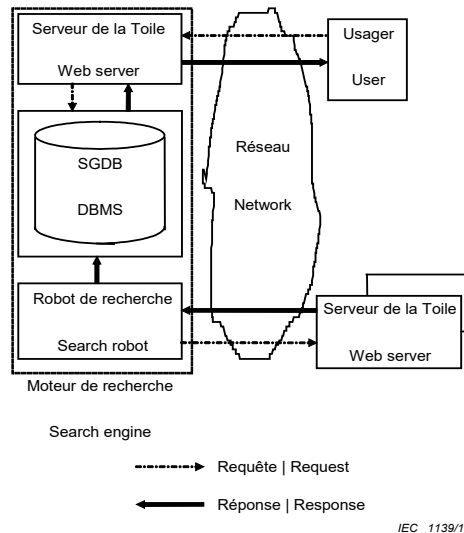 Serveur de la Toile
Web server
Usager
User
SGDB
DBMS
Réseau
Network
Robot de recherche
Search robot
Serveur de la Toile
Web server
Moteur de recherche
Search engine
Requête | Request
Réponse | Response
IEC 1139/1